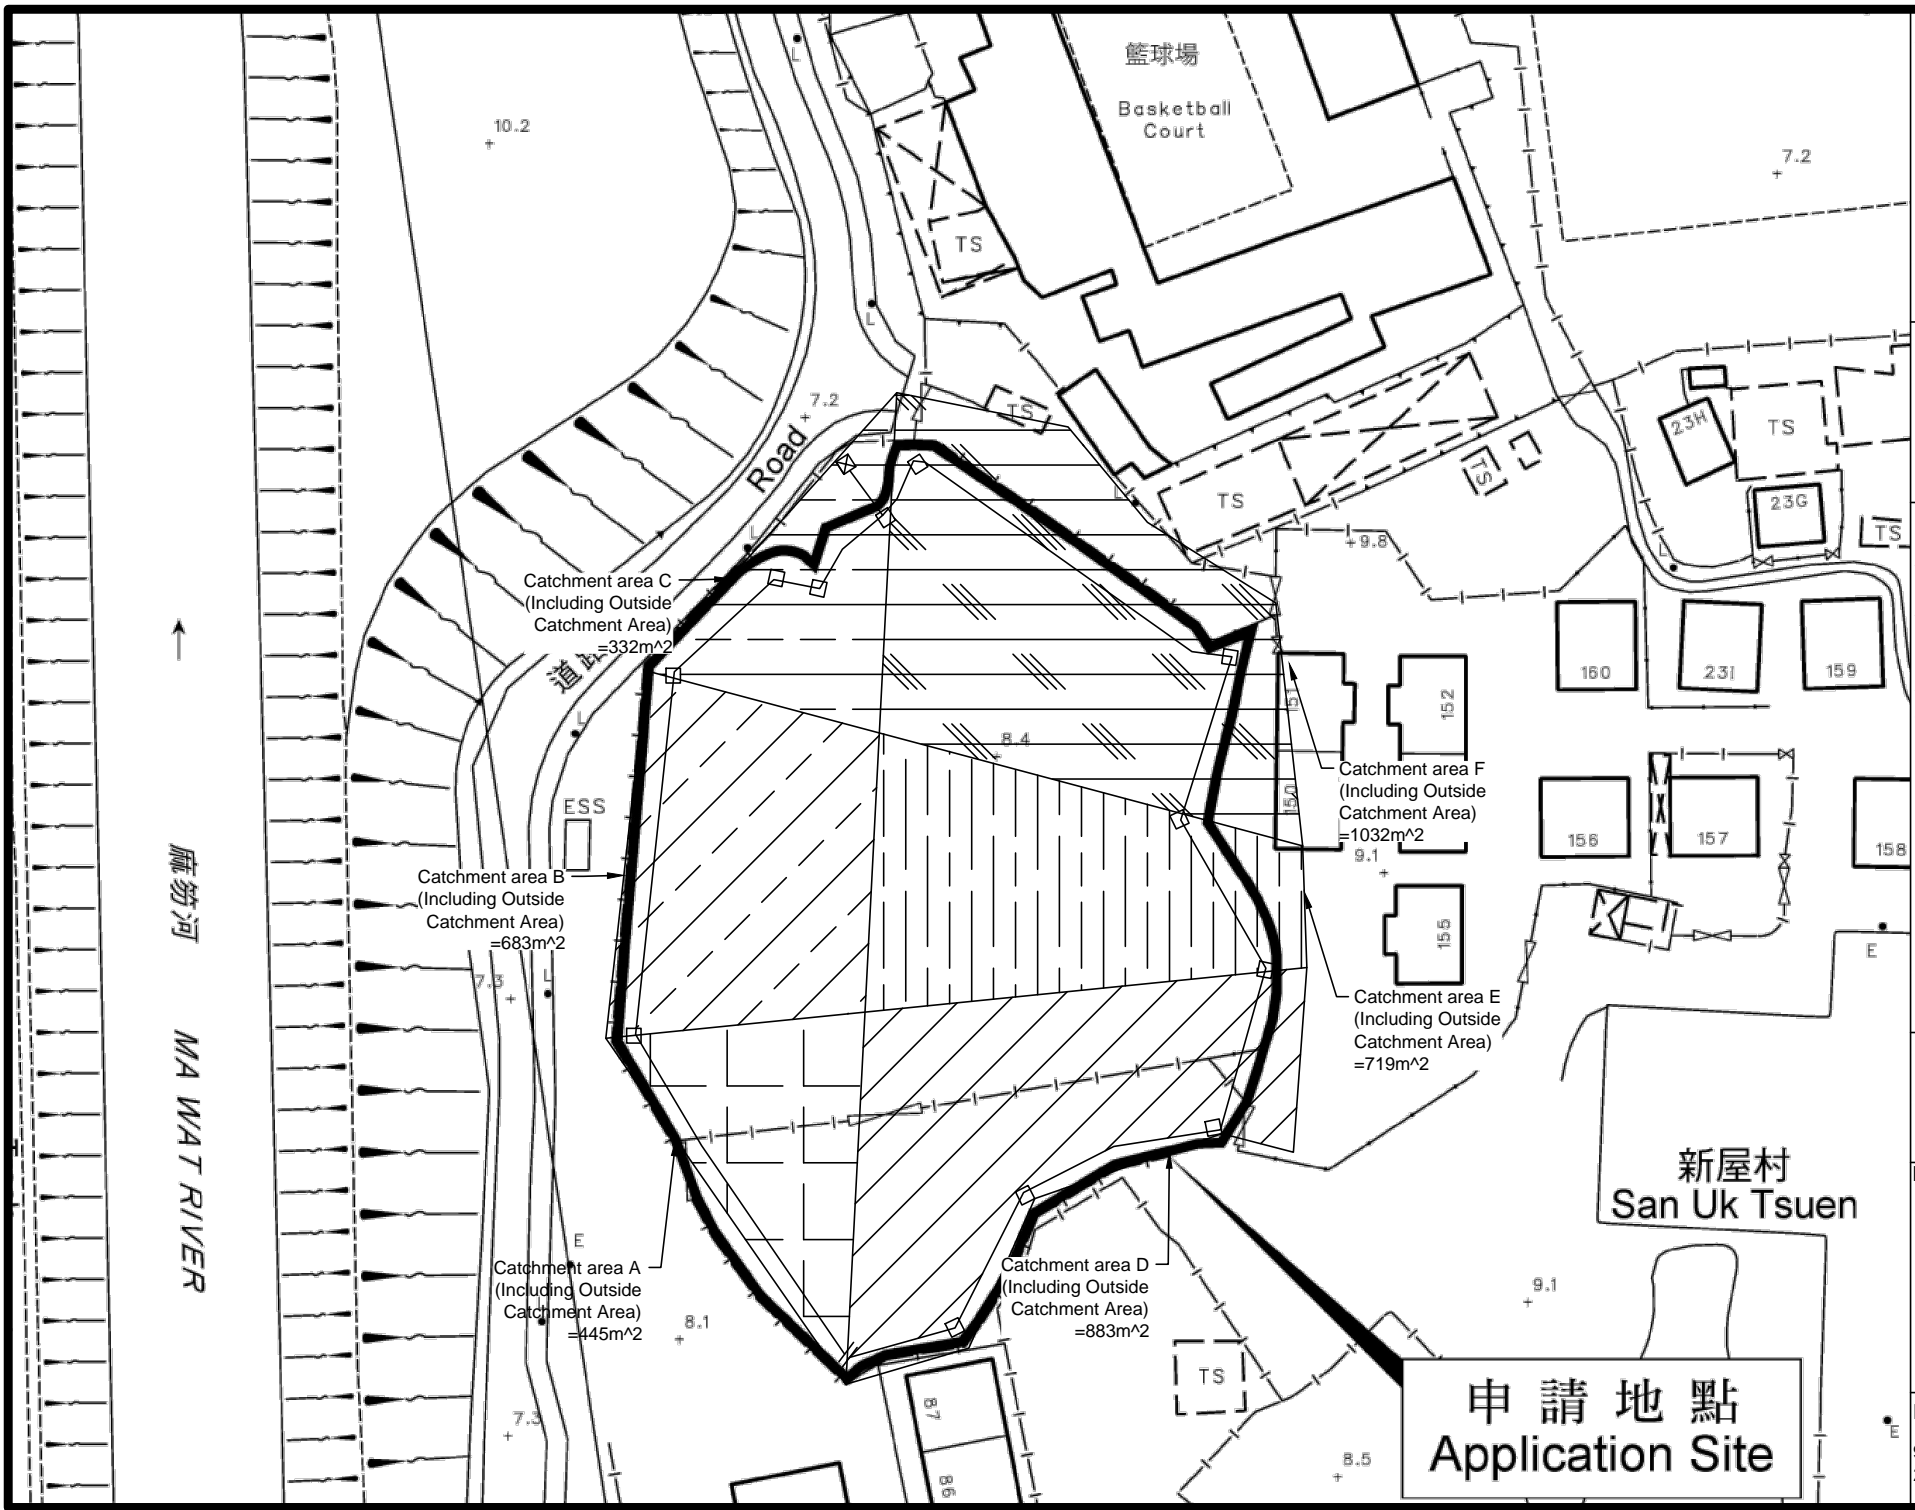 籃球場
Basketball
Court
10.2
7.2
L
TS
L
7.2
Road
TS
TS
TS
L
23H
TS
23G
TS
9.8
L
L
Catchment area C
(Including Outside
Catchment Area)
=332m^2
道路
L
160
231
159
151
152
8.4
150
Catchment area F
(Including Outside
Catchment Area)
=1032m^2
9.1
156
157
158
ESS
Catchment area B
(Including Outside
Catchment Area)
=683m^2
155
E
麻笏河
MA WAT RIVER
7.3
L
Catchment area E
(Including Outside
Catchment Area)
=719m^2
新屋村
San Uk Tsuen
E
Catchment area A
(Including Outside
Catchment Area)
=445m^2
L
8.1
Catchment area D
(Including Outside
Catchment Area)
=883m^2
9.1
TS
7.3
87
86
8.5
E
申請地點
Application Site